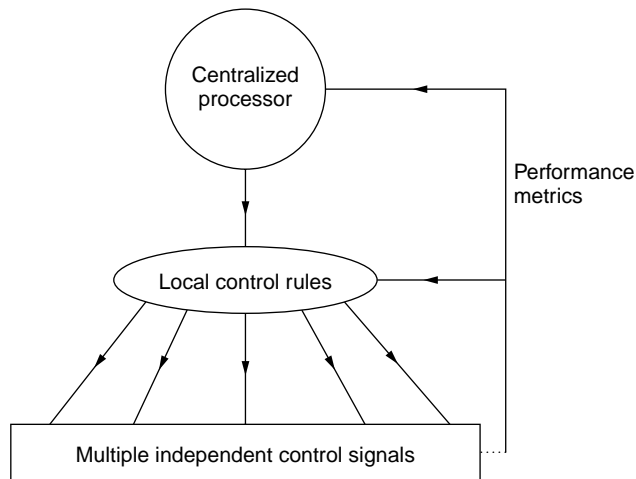 Centralized
processor
Performance
metrics
Local control rules
Multiple independent control signals